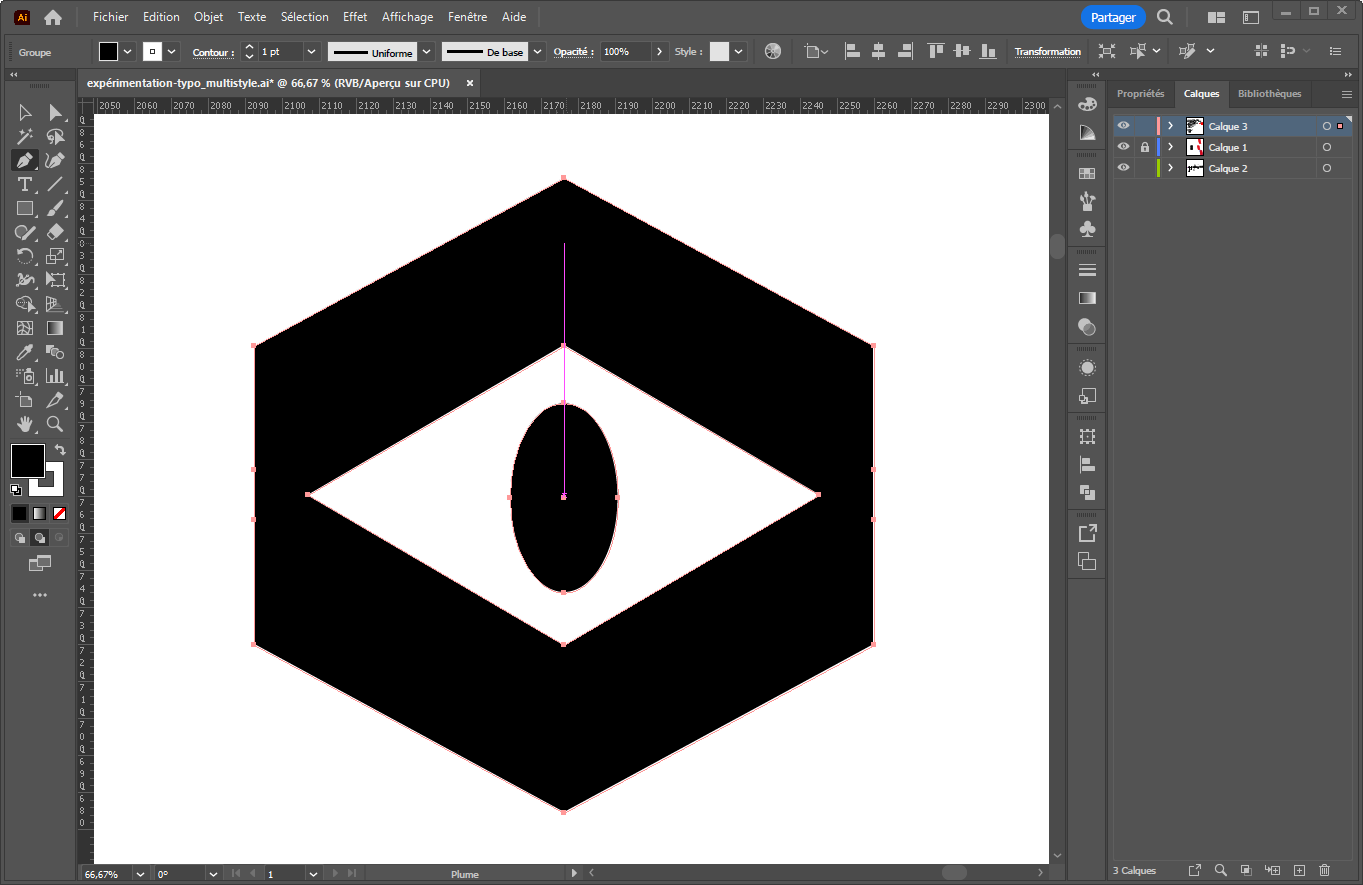 Ai Fichier Edition Objet Texte Sélection Effet Affichage Fenêtre Aide Partager
Groupe Contour : 1 pt Uniforme De base Opacité : 100% Style : Transformation
expérimentation-typo_multistyle.ai* @ 66,67 % (RVB/Aperçu sur CPU) ×
2050 2060 2070 2080 2090 2100 2110 2120 2130 2140 2150 2160 2170 2180 2190 2200 2210 2220 2230 2240 2250 2260 2270 2280 2290 2300
Propriétés Calques Bibliothèques
Calque 3
Calque 1
Calque 2
3 Calques
66,67% 0° 1 Plume